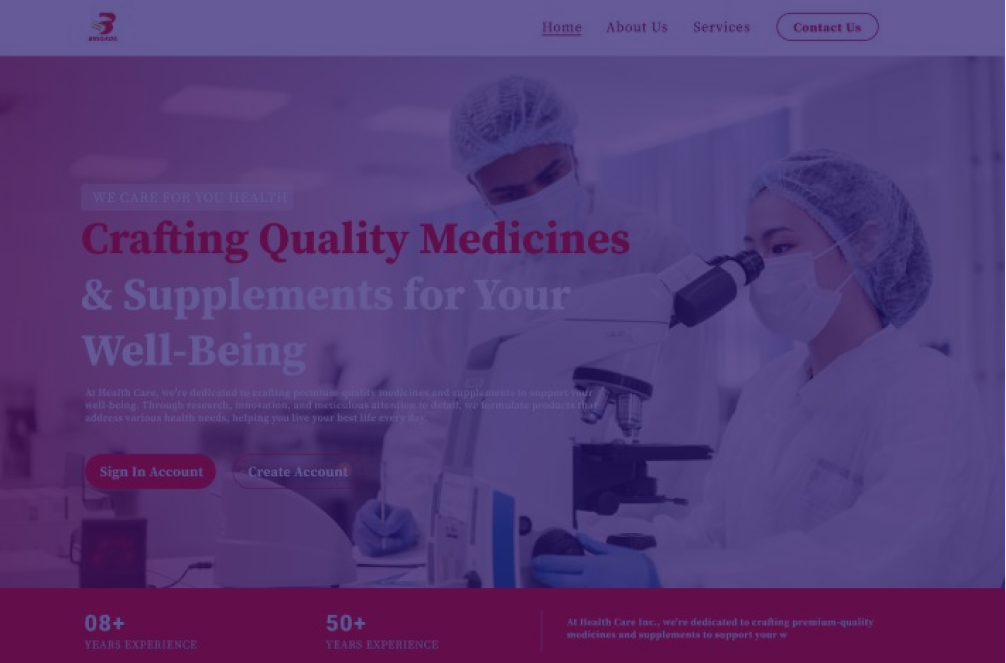 Home About Us Services Contact Us
WE CARE FOR YOU HEALTH
Crafting Quality Medicines
& Supplements for Your
Well-Being
At Health Care, we're dedicated to crafting premium-quality medicines and supplements to support your
well-being. Through research, innovation, and meticulous attention to detail, we formulate products that
address various health needs, helping you live your best life every day.
Sign In Account Create Account
08+ 50+
YEARS EXPERIENCE YEARS EXPERIENCE
At Health Care Inc., we're dedicated to crafting premium-quality
medicines and supplements to support your w